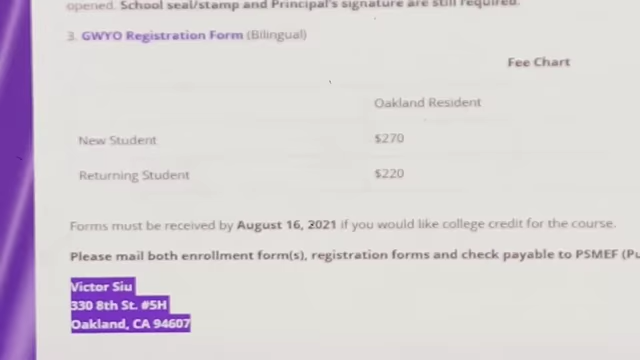 opened. School seal/stamp and Principal's signature are still required.
3. GWYO Registration Form (Bilingual)
Fee Chart
Oakland Resident
New Student $270
Returning Student $220
Forms must be received by August 16, 2021 if you would like college credit for the course.
Please mail both enrollment form(s), registration forms and check payable to PSMEF (Pu
Victor Siu
330 8th St. #5H
Oakland, CA 94607